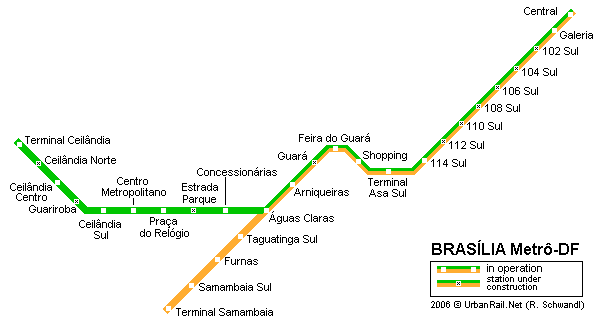 Central
Galeria
102 Sul
104 Sul
106 Sul
108 Sul
110 Sul
112 Sul
114 Sul
Feira do Guará
Shopping
Guará
Terminal
Asa Sul
Arniqueiras
Terminal Ceilândia
Ceilândia Norte
Ceilândia
Centro
Guariroba
Ceilândia
Sul
Centro
Metropolitano
Praça
do Relógio
Estrada
Parque
Concessionárias
Águas Claras
Taguatinga Sul
Furnas
Samambaia Sul
Terminal Samambaia
BRASÍLIA Metrô-DF
in operation
station under
construction
2006 @ UrbanRail.Net (R. Schwandl)